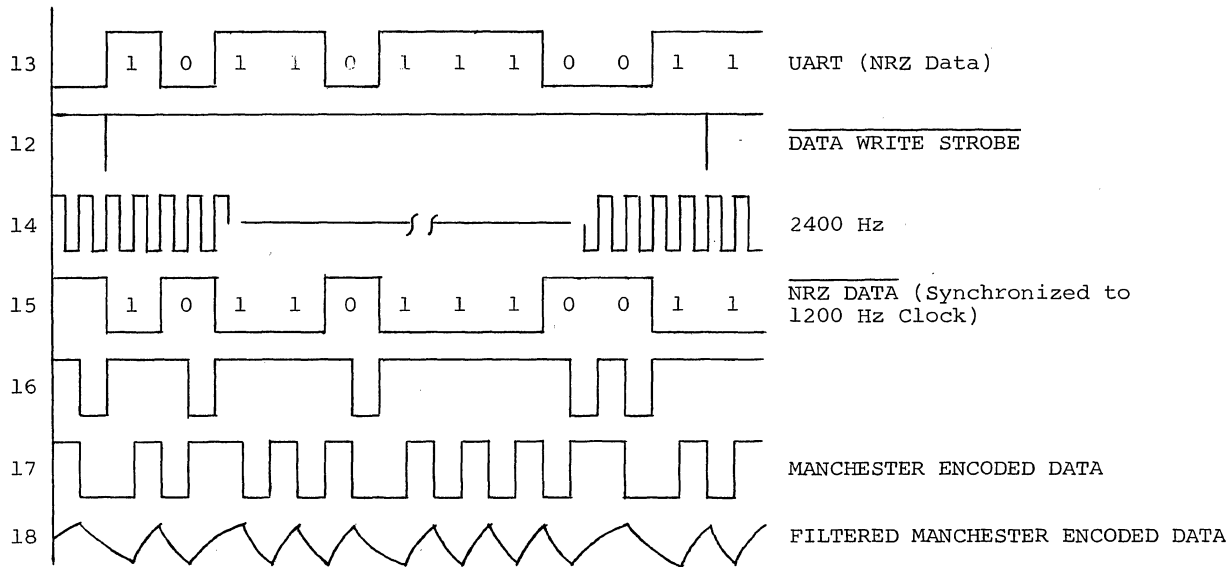 13 1 0 1 1 0 1 1 1 0 0 1 1 UART (NRZ Data)
12 DATA WRITE STROBE
14 2400 Hz
15 1 0 1 1 0 1 1 1 0 0 1 1 NRZ DATA (Synchronized to
1200 Hz Clock)
16
17 MANCHESTER ENCODED DATA
18 FILTERED MANCHESTER ENCODED DATA